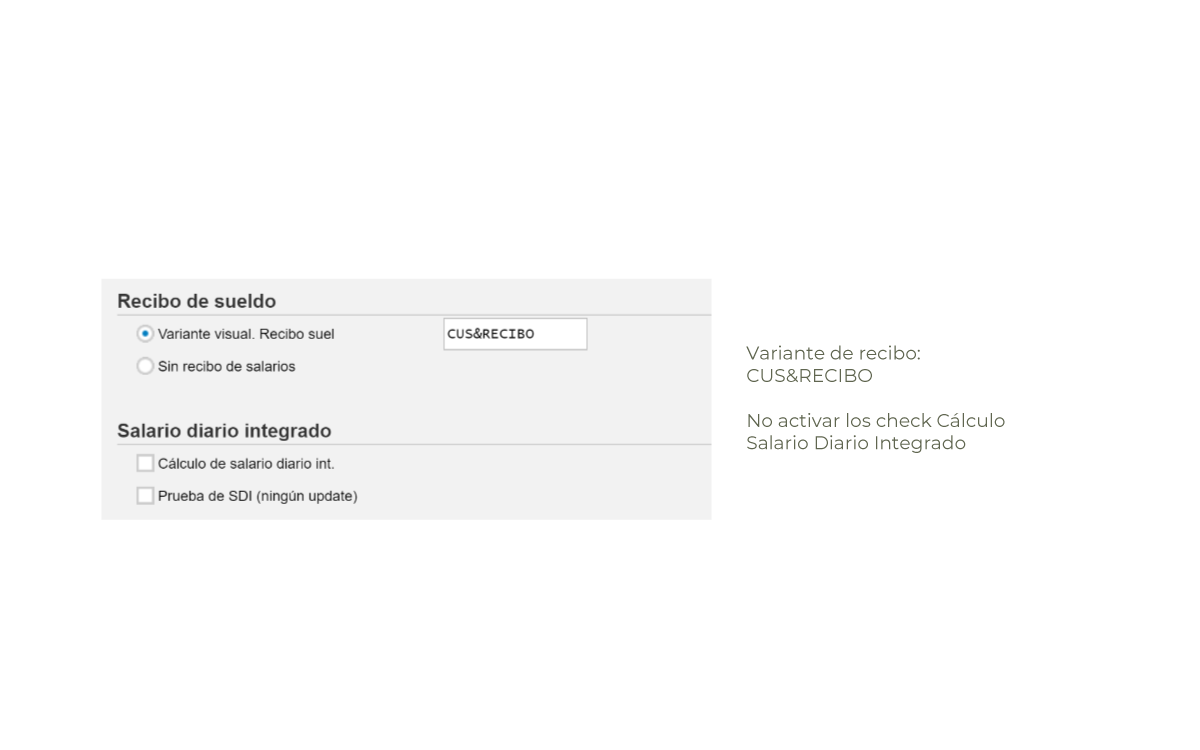 Recibo de sueldo
Variante visual. Recibo suel
CUS&RECIBO
Sin recibo de salarios
Salario diario integrado
Cálculo de salario diario int.
Prueba de SDI (ningún update)
Variante de recibo:
CUS&RECIBO
No activar los check Cálculo
Salario Diario Integrado